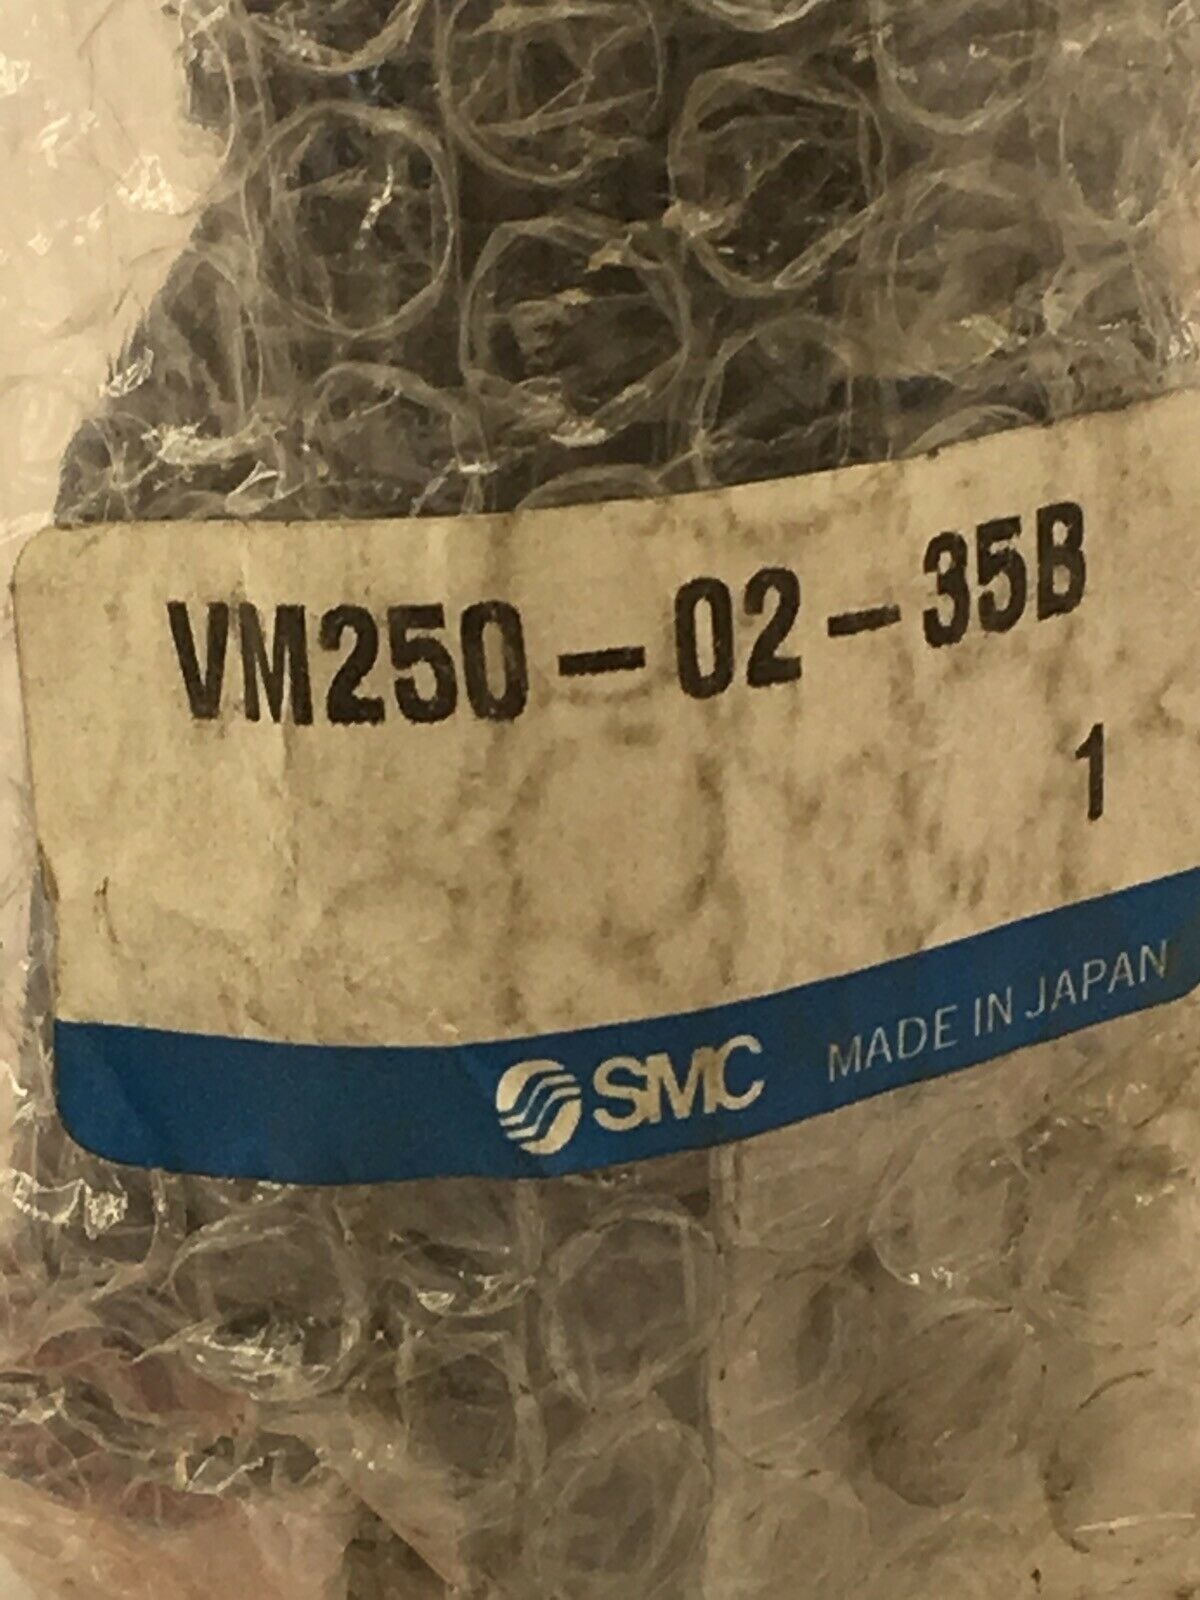 VM250-02-35B
1
SMC MADE IN JAPAN